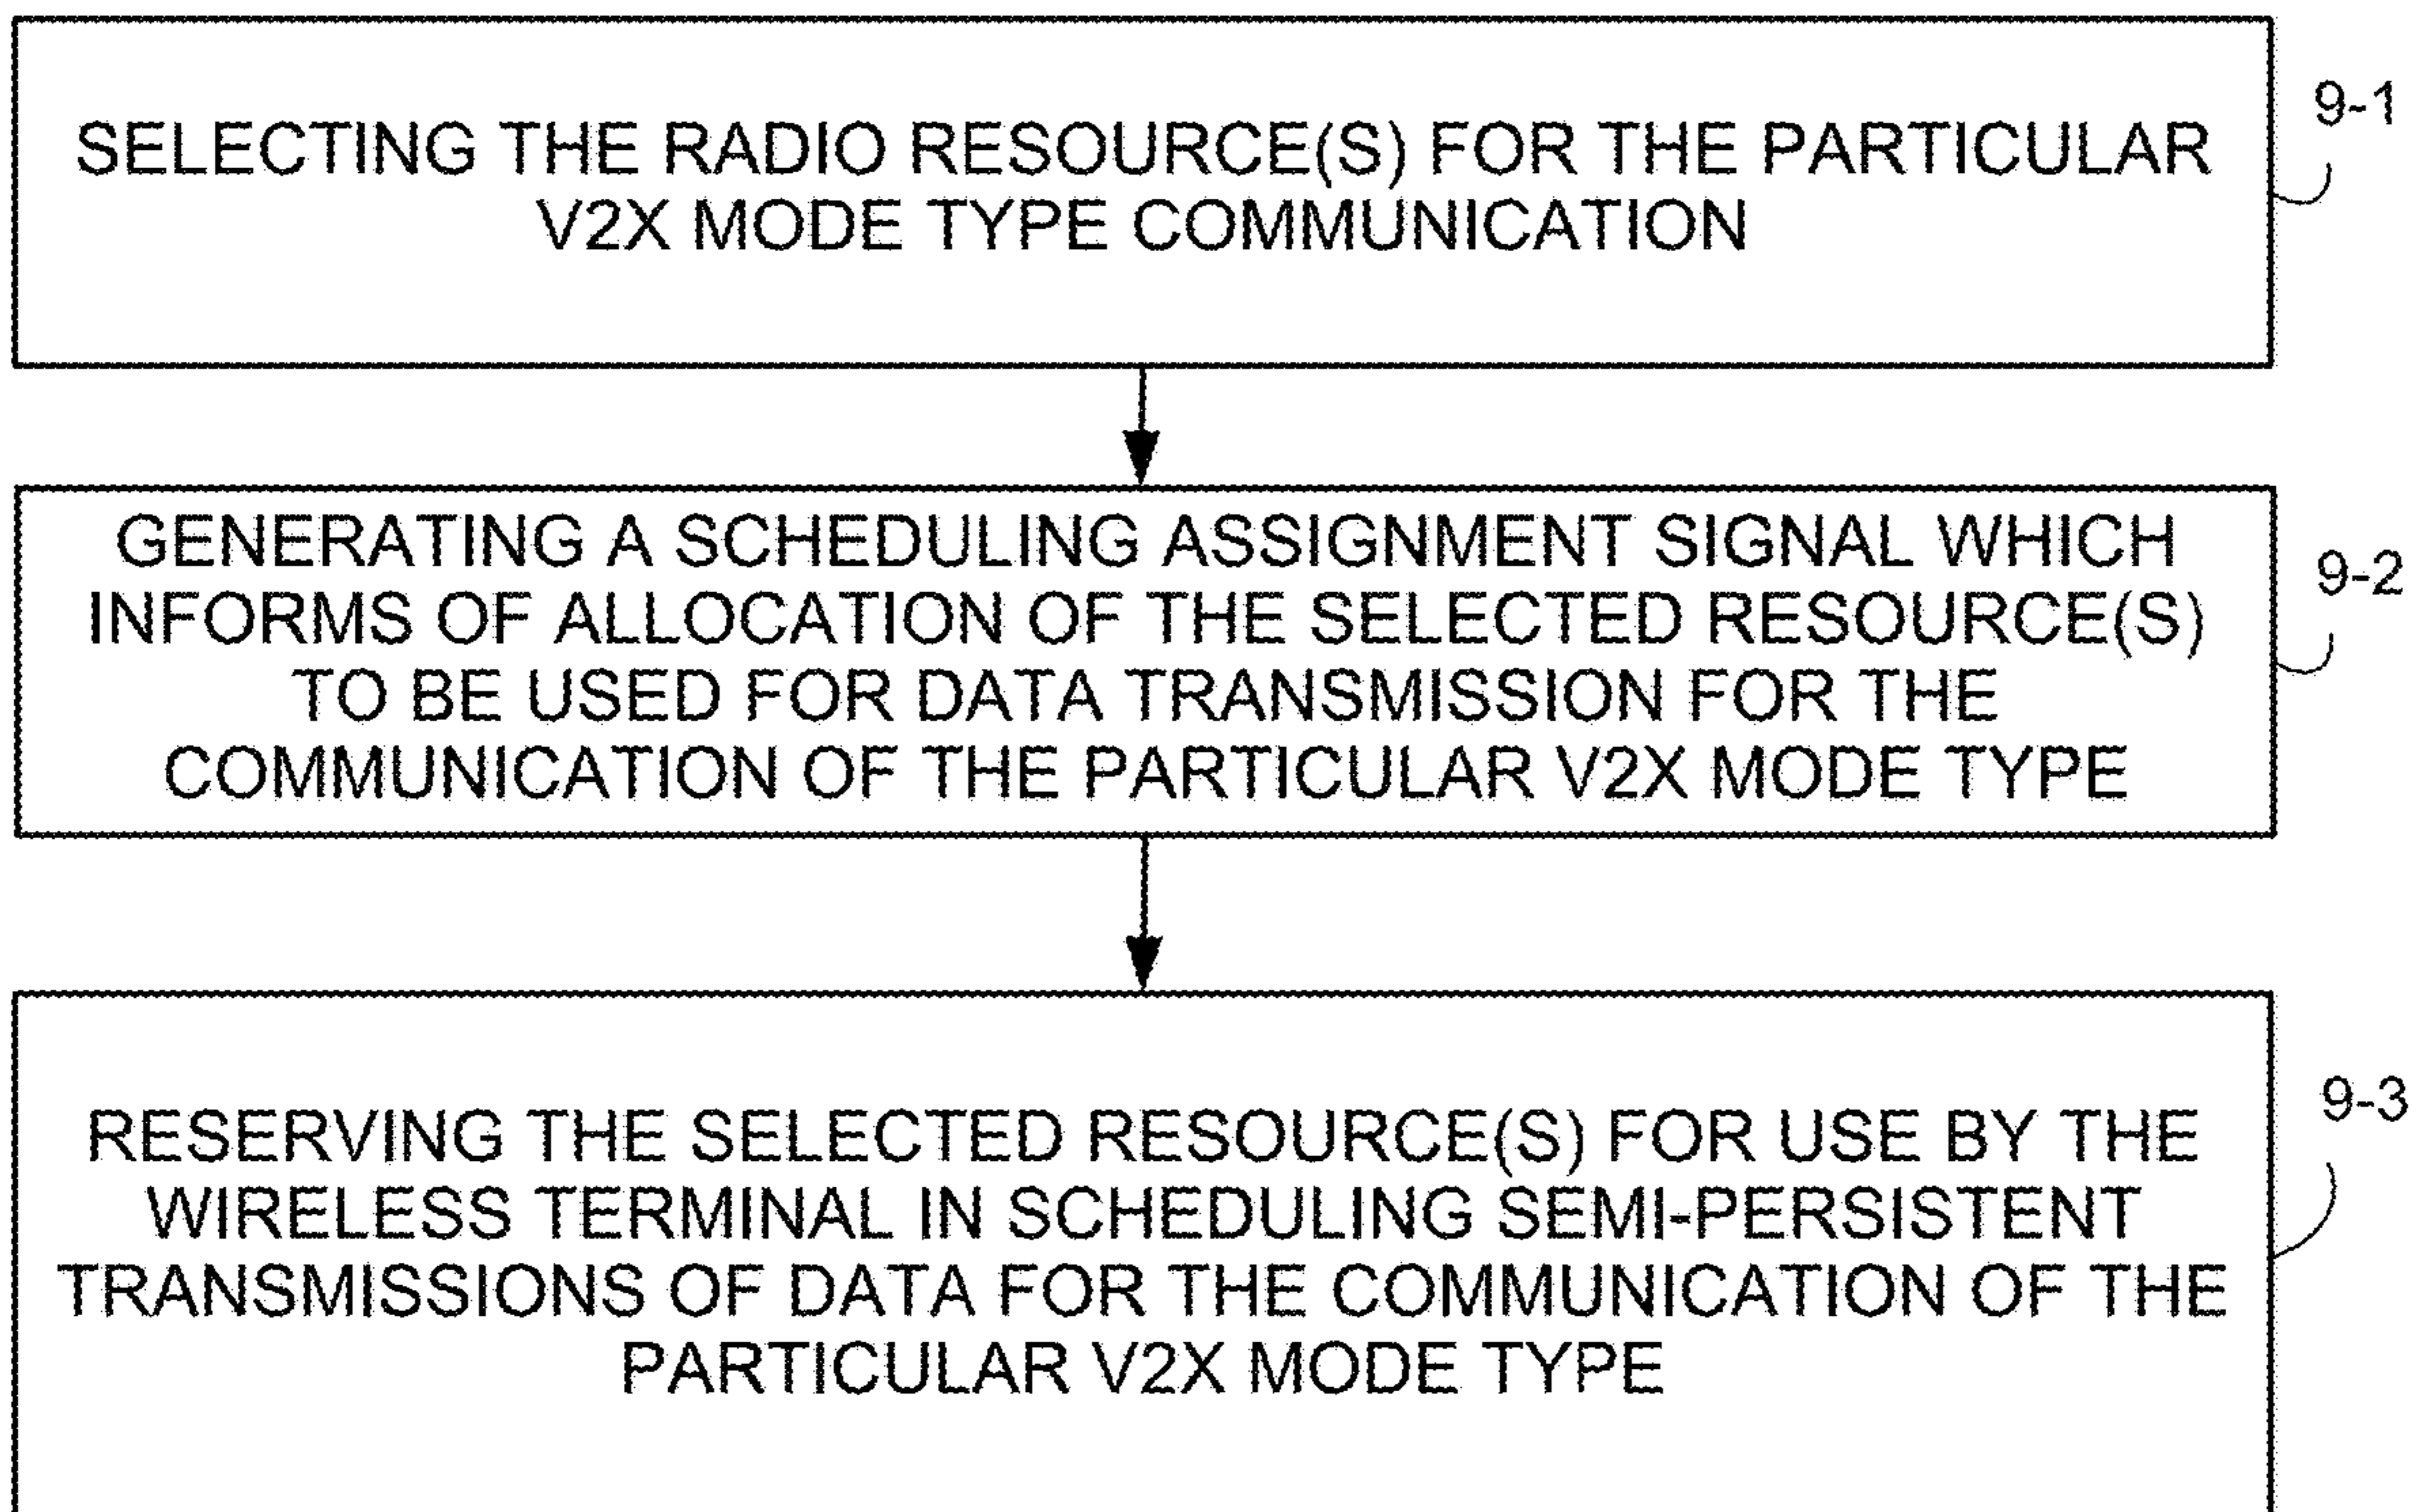 SELECTING THE RADIO RESOURCE(S) FOR THE PARTICULAR
V2X MODE TYPE COMMUNICATION
9-1
GENERATING A SCHEDULING ASSIGNMENT SIGNAL WHICH
INFORMS OF ALLOCATION OF THE SELECTED RESOURCE(S)
TO BE USED FOR DATA TRANSMISSION FOR THE
COMMUNICATION OF THE PARTICULAR V2X MODE TYPE
9-2
RESERVING THE SELECTED RESOURCE(S) FOR USE BY THE
WIRELESS TERMINAL IN SCHEDULING SEMI-PERSISTENT
TRANSMISSIONS OF DATA FOR THE COMMUNICATION OF THE
PARTICULAR V2X MODE TYPE
9-3